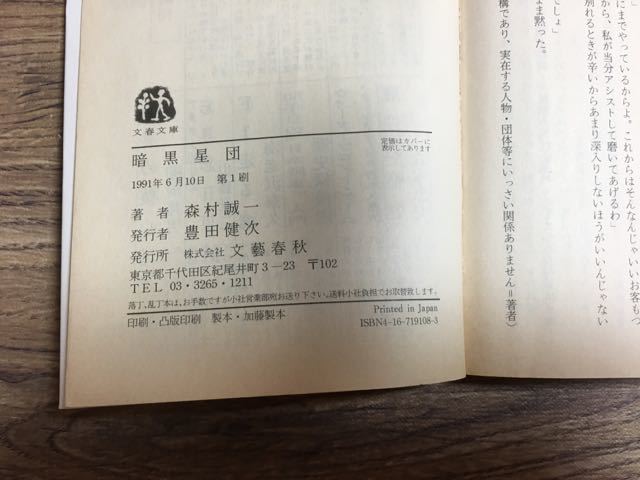 」
にまでやっているからよ。これからはそんなんじゃいいお客もっ
から、私が当分アシストして磨いてあげるわ」
別れるときが辛いからあまり深入りしないほうがいいんじゃない
でしょ」
まま黙った。
構であり、実在する人物・団体等にいっさい関係ありません=著者)
文春文庫
定価はカバーに
表示してあります
暗黒星団
1991年6月10日 第1刷
著者 森村誠一
発行者 豊田健次
発行所 株式会社 文藝春秋
東京都千代田区紀尾井町3-23 〒102
TEL 03・3265・1211
落丁、乱丁本は、お手数ですが小社営業部宛お送り下さい。送料小社負担でお取替致します。
印刷・凸版印刷 製本・加藤製本
Printed in Japan
ISBN4-16-719108-3